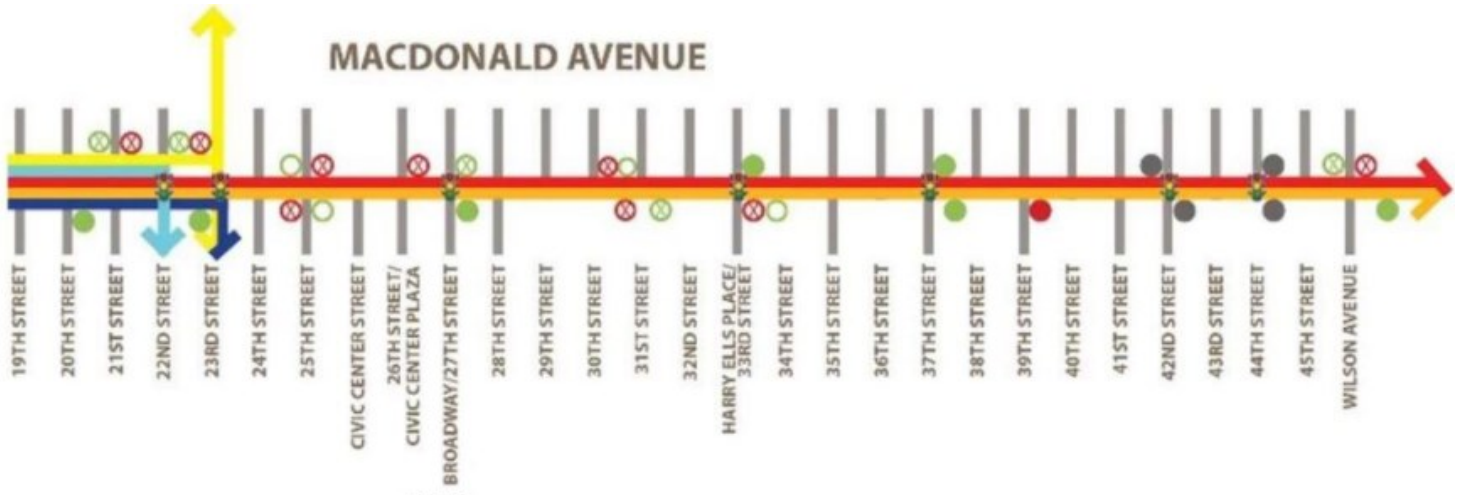 MACDONALD AVENUE
19TH STREET
20TH STREET
21ST STREET
22ND STREET
23RD STREET
24TH STREET
25TH STREET
CIVIC CENTER STREET
26TH STREET/
CIVIC CENTER PLAZA
BROADWAY/27TH STREET
28TH STREET
29TH STREET
30TH STREET
31ST STREET
32ND STREET
HARRY ELLS PLACE/
33RD STREET
34TH STREET
35TH STREET
36TH STREET
37TH STREET
38TH STREET
39TH STREET
40TH STREET
41ST STREET
42ND STREET
43RD STREET
44TH STREET
45TH STREET
WILSON AVENUE